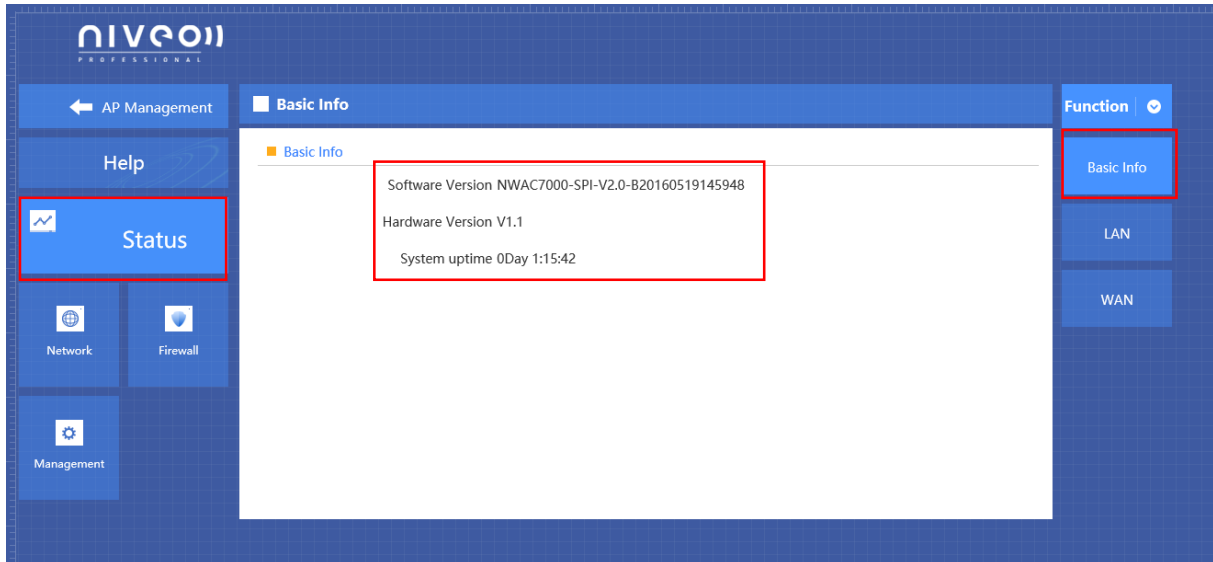 niveo
PROFESSIONAL
AP Management
Basic Info
Function
Help
Basic Info
Software Version NWAC7000-SPI-V2.0-B20160519145948
Hardware Version V1.1
System uptime 0Day 1:15:42
Basic Info
Status
LAN
WAN
Network
Firewall
Management